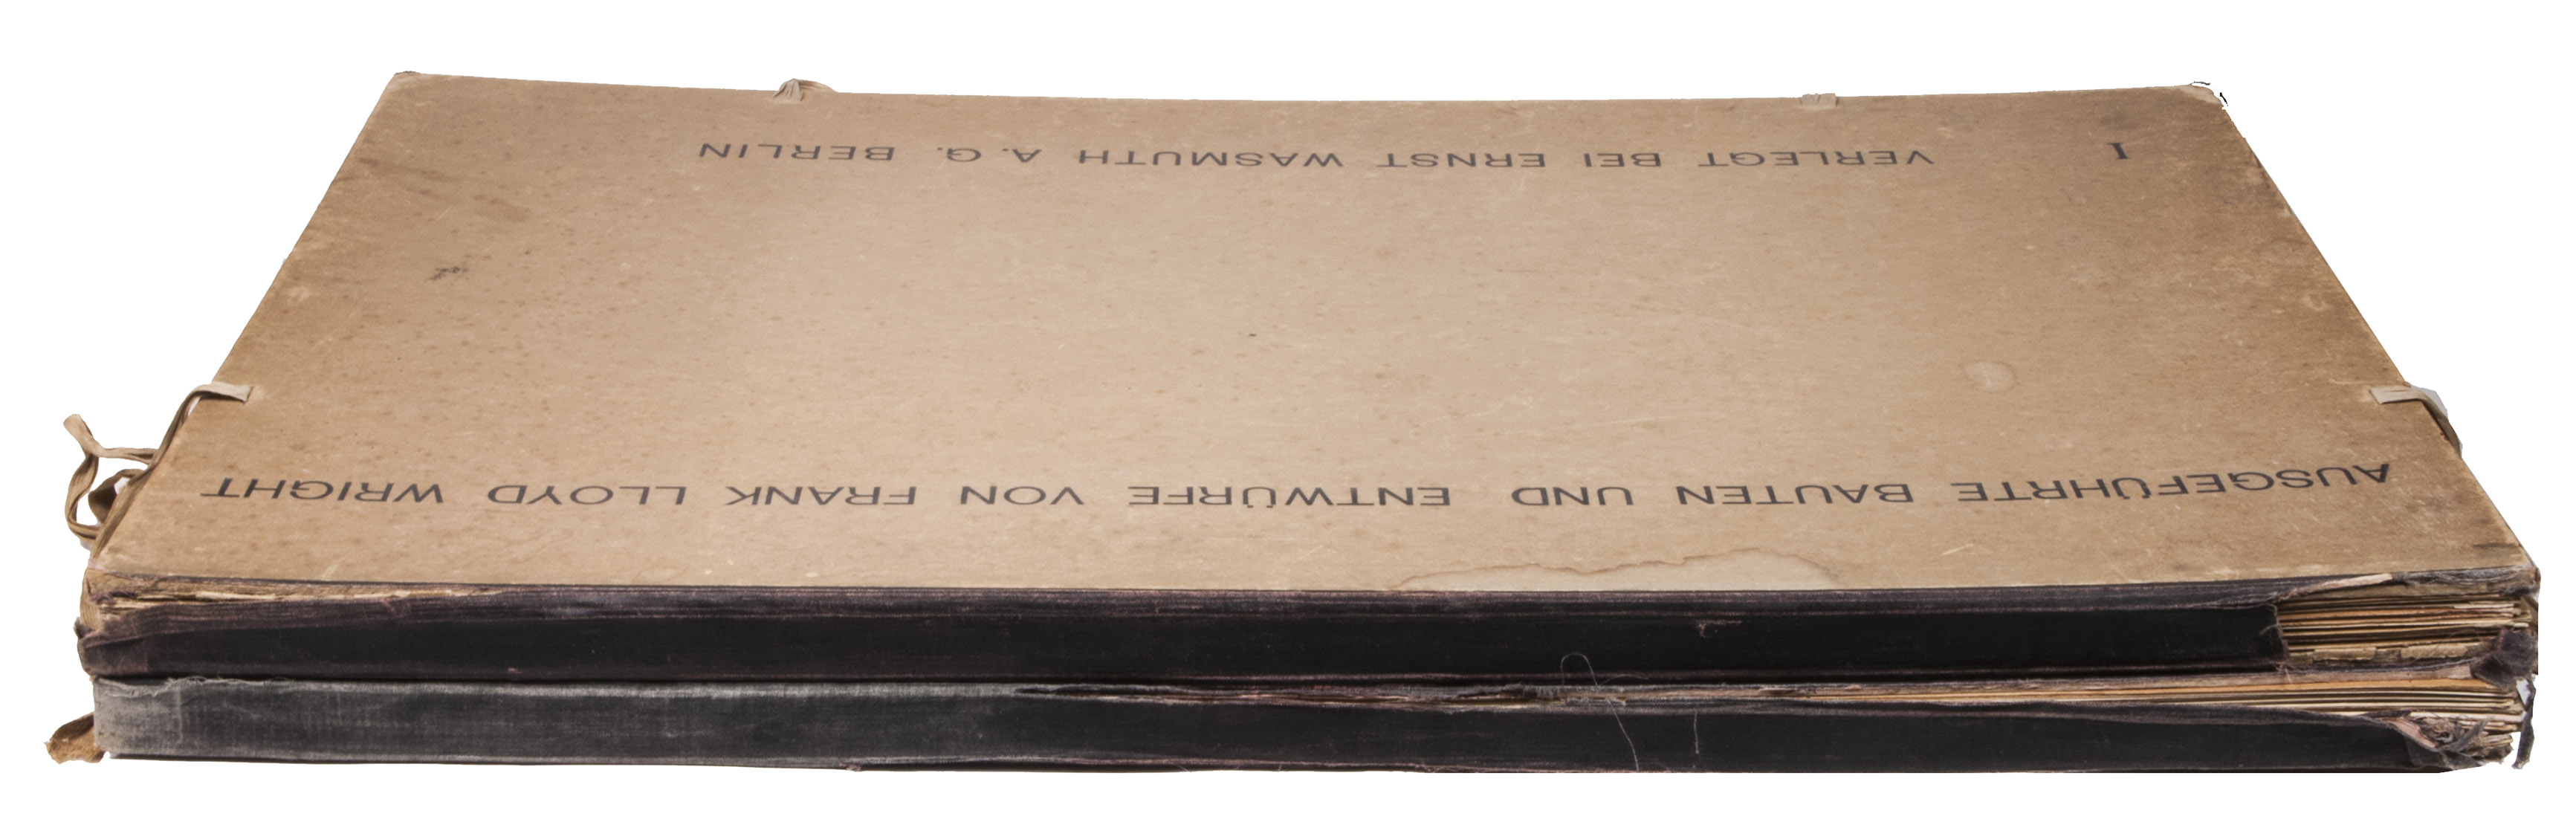 AUSGEFÜHRTE BAUTEN UND ENTWÜRFE VON FRANK LLOYD WRIGHT
I VERLEGT BEI ERNST WASMUTH A.G. BERLIN